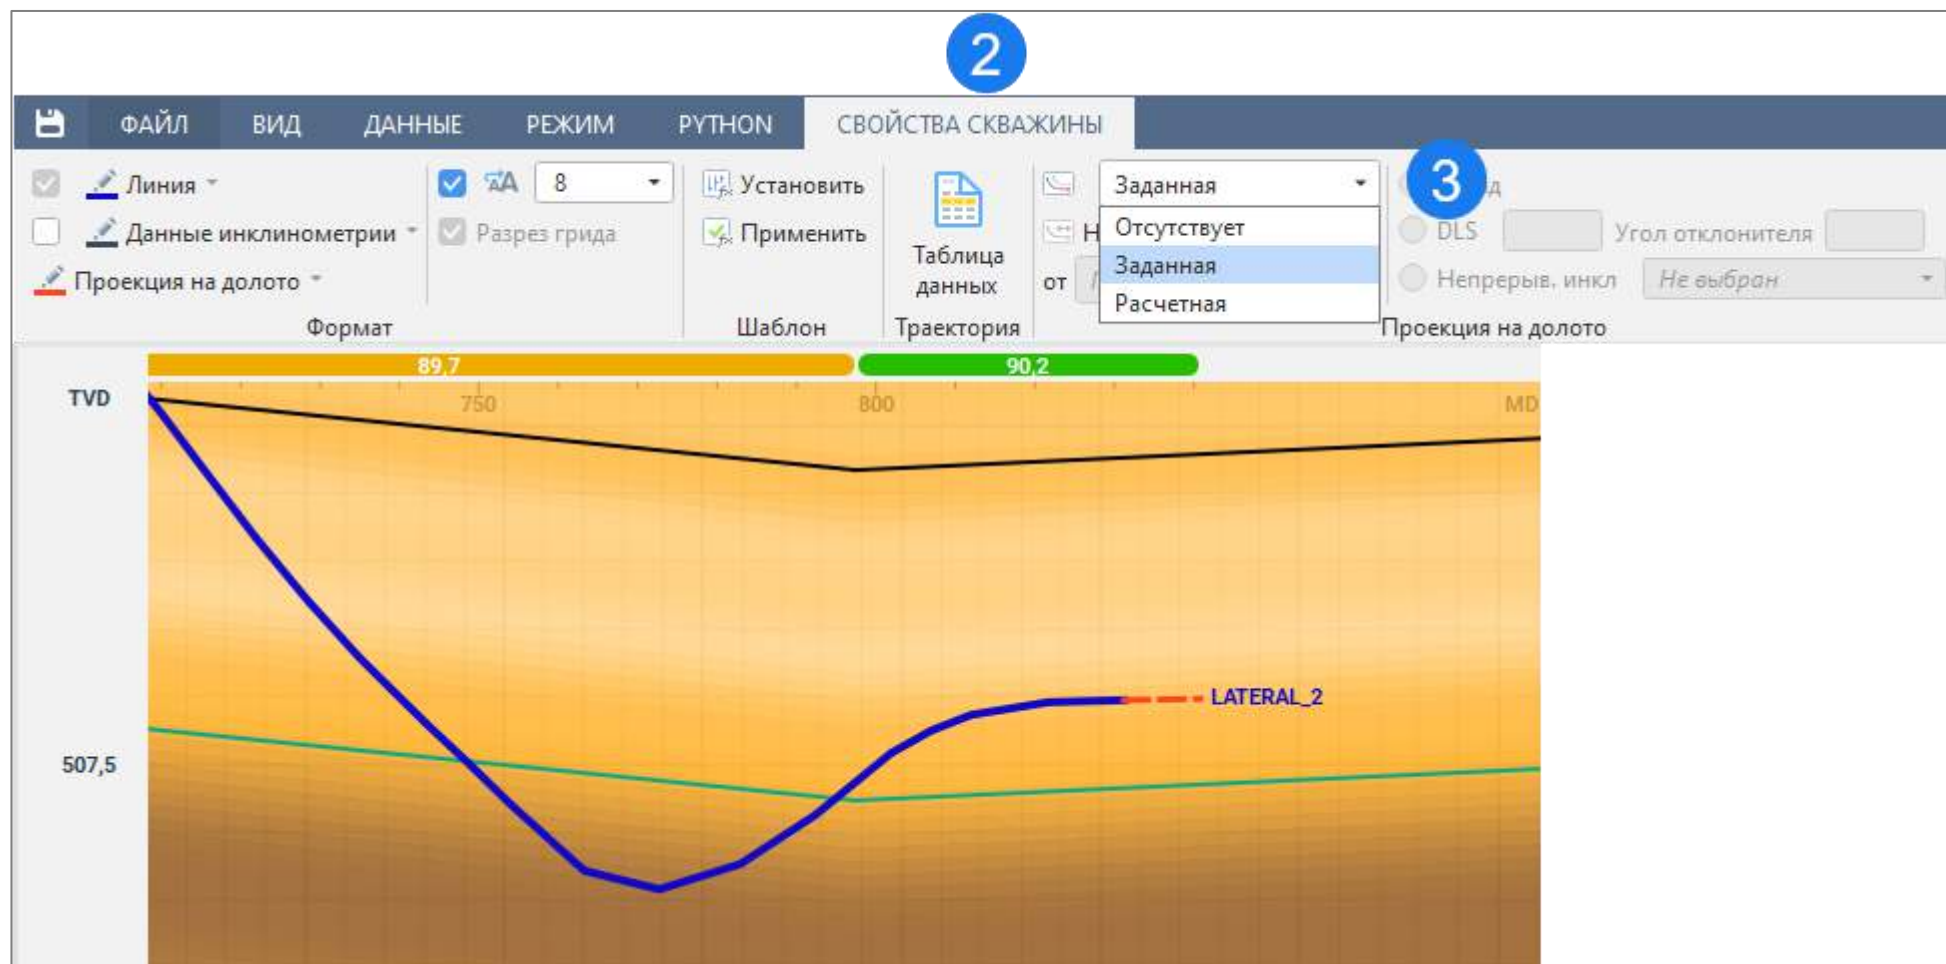 2
ФАЙЛ ВИД ДАННЫЕ РЕЖИМ PYTHON СВОЙСТВА СКВАЖИНЫ
Линия 8 Установить Заданная 3
Данные инклинометрии Разрез грида Применить Отсутствует DLS Угол отклонителя
Проекция на долото Таблица данных от Заданная Непрерыв. инкл Не выбран
Расчетная
Формат Шаблон Траектория Проекция на долото
89,7 90,2
TVD 750 800 MD
LATERAL_2
507,5